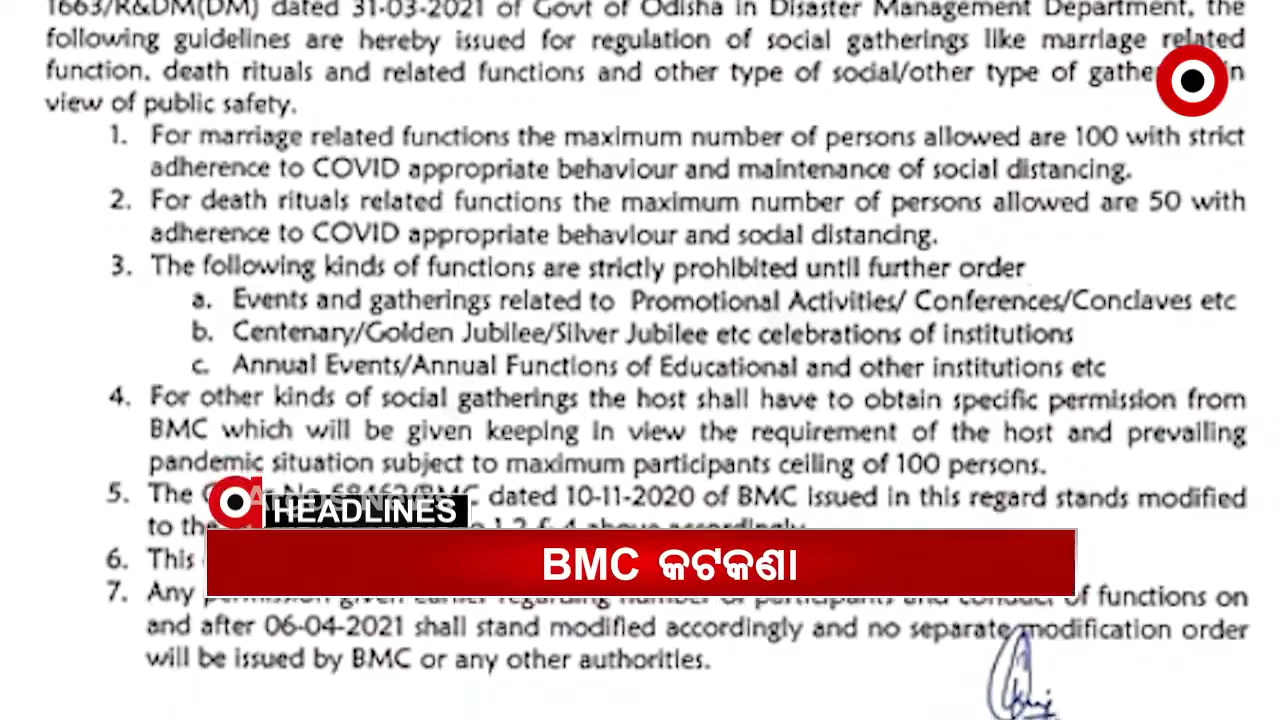 1663/R&DM(DM) dated 31-03-2021 of Govt of Odisha in Disaster Management Department, the
following guidelines are hereby issued for regulation of social gatherings like marriage related
function, death rituals and related functions and other type of social/other type of in
view of public safety.
1. For marriage related functions the maximum number of persons allowed are 100 with strict
adherence to COVID appropriate behaviour and maintenance of social distancing.
2. For death rituals related functions the maximum number of persons allowed are 50 with
adherence to COVID appropriate behaviour and social distancing.
3. The following kinds of functions are strictly prohibited until further order
a. Events and gatherings related to Promotional Activities/ Conferences/Conclaves etc
b. Centenary/Golden Jubilee/Silver Jubilee etc celebrations of institutions
c. Annual Events/Annual Functions of Educational and other institutions etc
4. For other kinds of social gatherings the host shall have to obtain specific permission from
BMC which will be given keeping in view the requirement of the host and prevailing
pandemic situation subject to maximum participants ceiling of 100 persons.
5. The dated 10-11-2020 of BMC issued in this regard stands modified
to the above accordingly.
HEADLINES
6. This
BMC କଟକଣା
7. Any of functions on
and after 06-04-2021 shall stand modified accordingly and no separate modification order
will be issued by BMC or any other authorities.